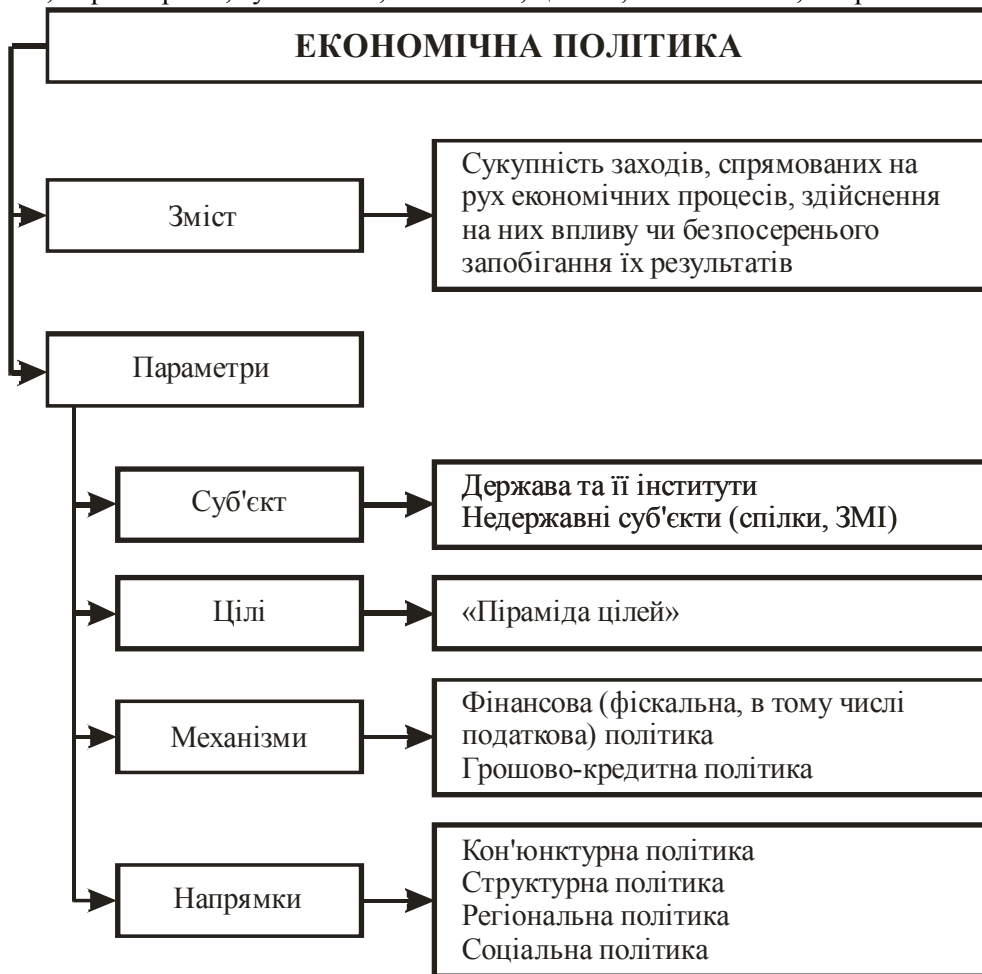 ЕКОНОМІЧНА ПОЛІТИКА
Зміст
Сукупність заходів, спрямованих на
рух економічних процесів, здійснення
на них впливу чи безпосеренього
запобігання їх результатів
Параметри
Суб'єкт
Держава та її інститути
Недержавні суб'єкти (спілки, ЗМІ)
Цілі
«Піраміда цілей»
Механізми
Фінансова (фіскальна, в тому числі
податкова) політика
Грошово-кредитна політика
Напрямки
Кон'юнктурна політика
Структурна політика
Регіональна політика
Соціальна політика